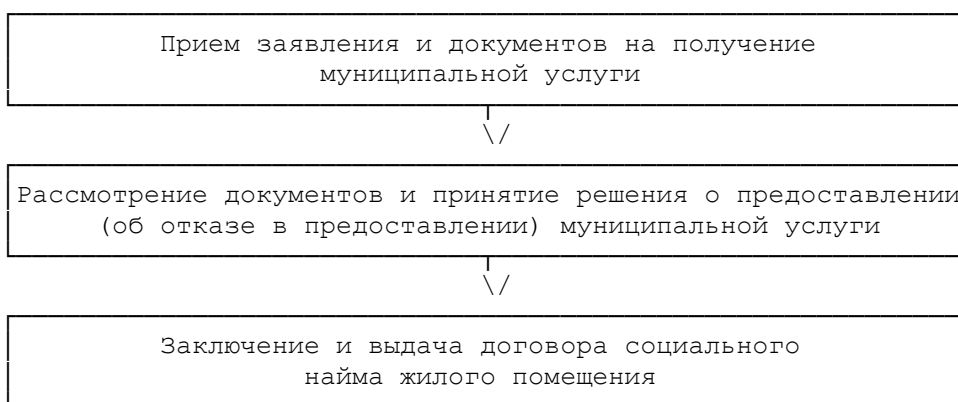 Прием заявления и документов на получение
муниципальной услуги
\/
Рассмотрение документов и принятие решения о предоставлении
(об отказе в предоставлении) муниципальной услуги
\/
Заключение и выдача договора социального
найма жилого помещения